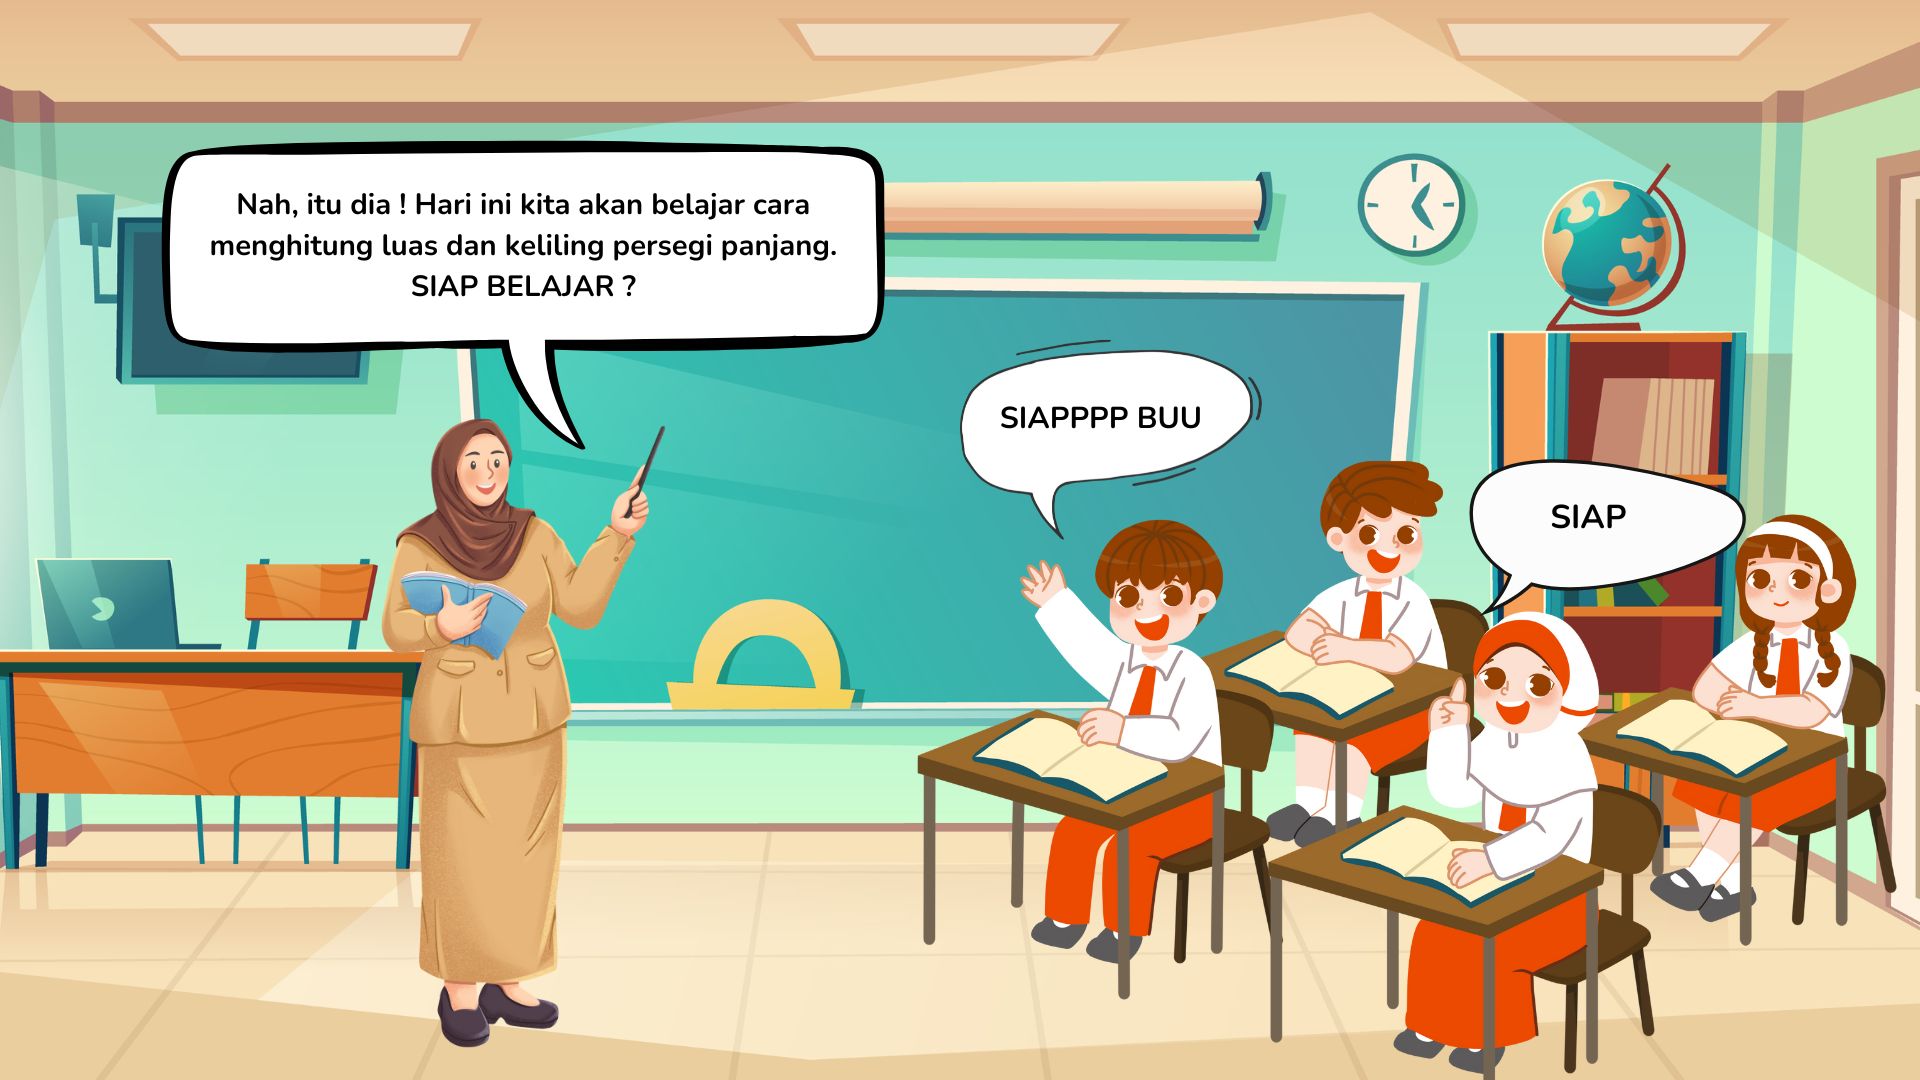 Nah, itu dia ! Hari ini kita akan belajar cara
menghitung luas dan keliling persegi panjang.
SIAP BELAJAR ?
SIAPPPP BUU
SIAP